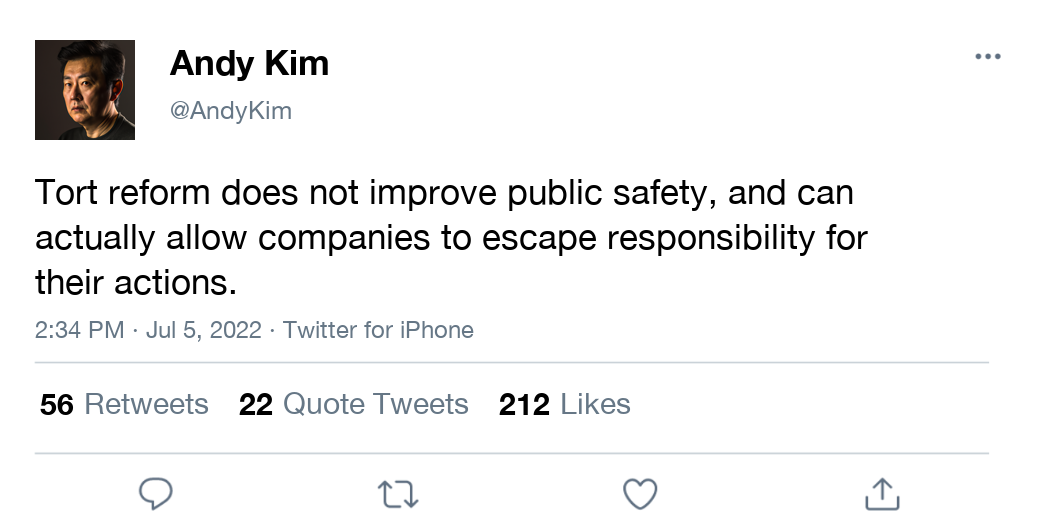 Andy Kim
@AndyKim
Tort reform does not improve public safety, and can
actually allow companies to escape responsibility for
their actions.
2:34 PM · Jul 5, 2022 · Twitter for iPhone
56 Retweets 22 Quote Tweets 212 Likes